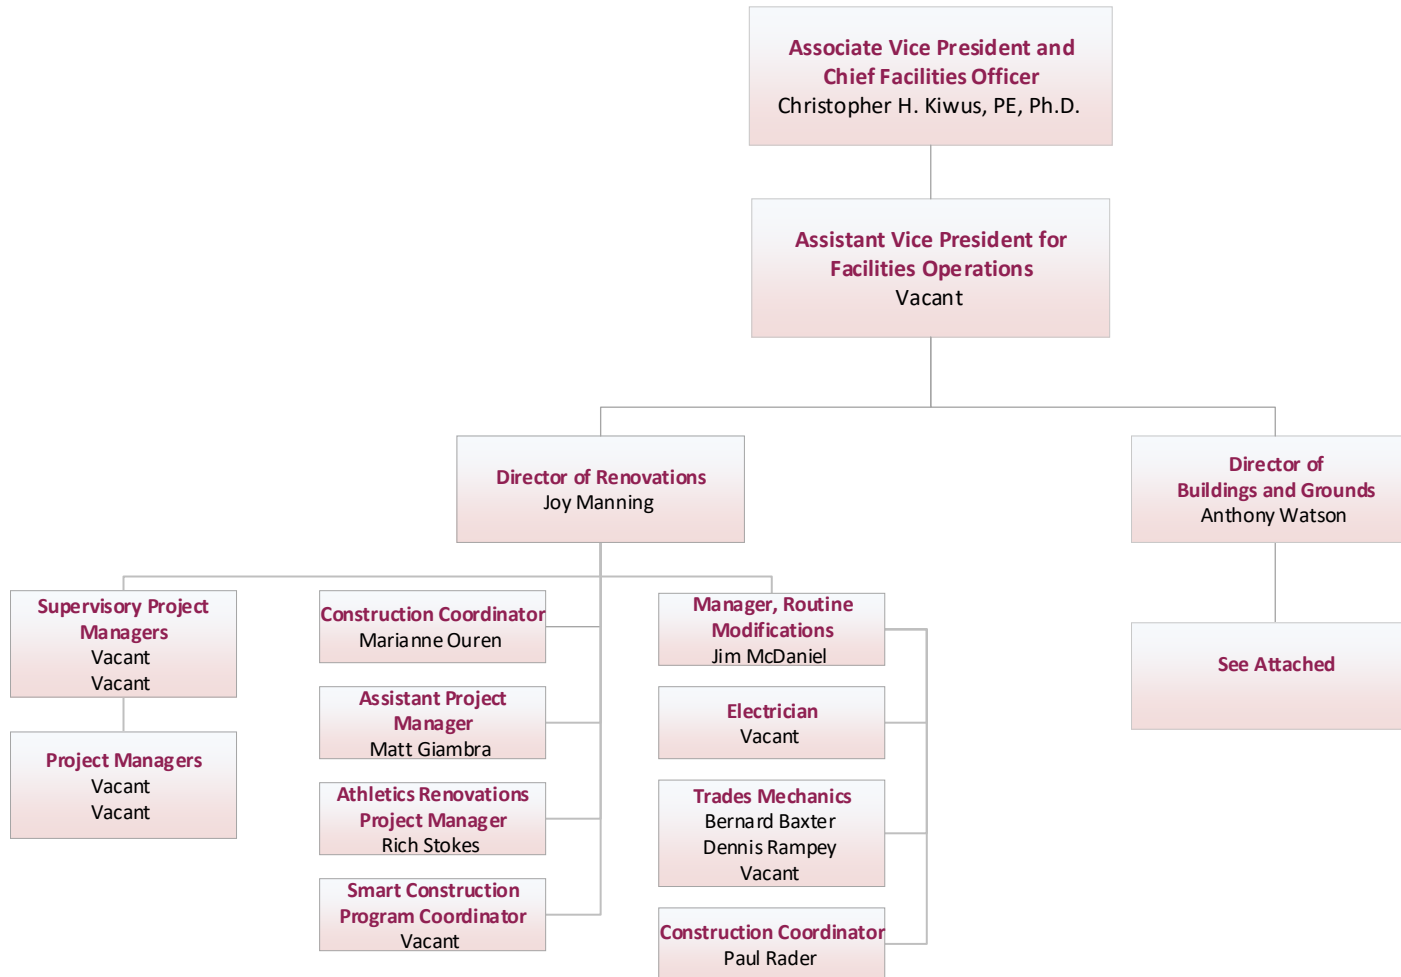 Associate Vice President and
Chief Facilities Officer
Christopher H. Kiwus, PE, Ph.D.
Assistant Vice President for
Facilities Operations
Vacant
Director of Renovations
Joy Manning
Director of
Buildings and Grounds
Anthony Watson
Supervisory Project
Managers
Vacant
Vacant
Project Managers
Vacant
Vacant
Construction Coordinator
Marianne Ouren
Assistant Project
Manager
Matt Giambra
Athletics Renovations
Project Manager
Rich Stokes
Smart Construction
Program Coordinator
Vacant
Manager, Routine
Modifications
Jim McDaniel
Electrician
Vacant
Trades Mechanics
Bernard Baxter
Dennis Rampey
Vacant
Construction Coordinator
Paul Rader
See Attached